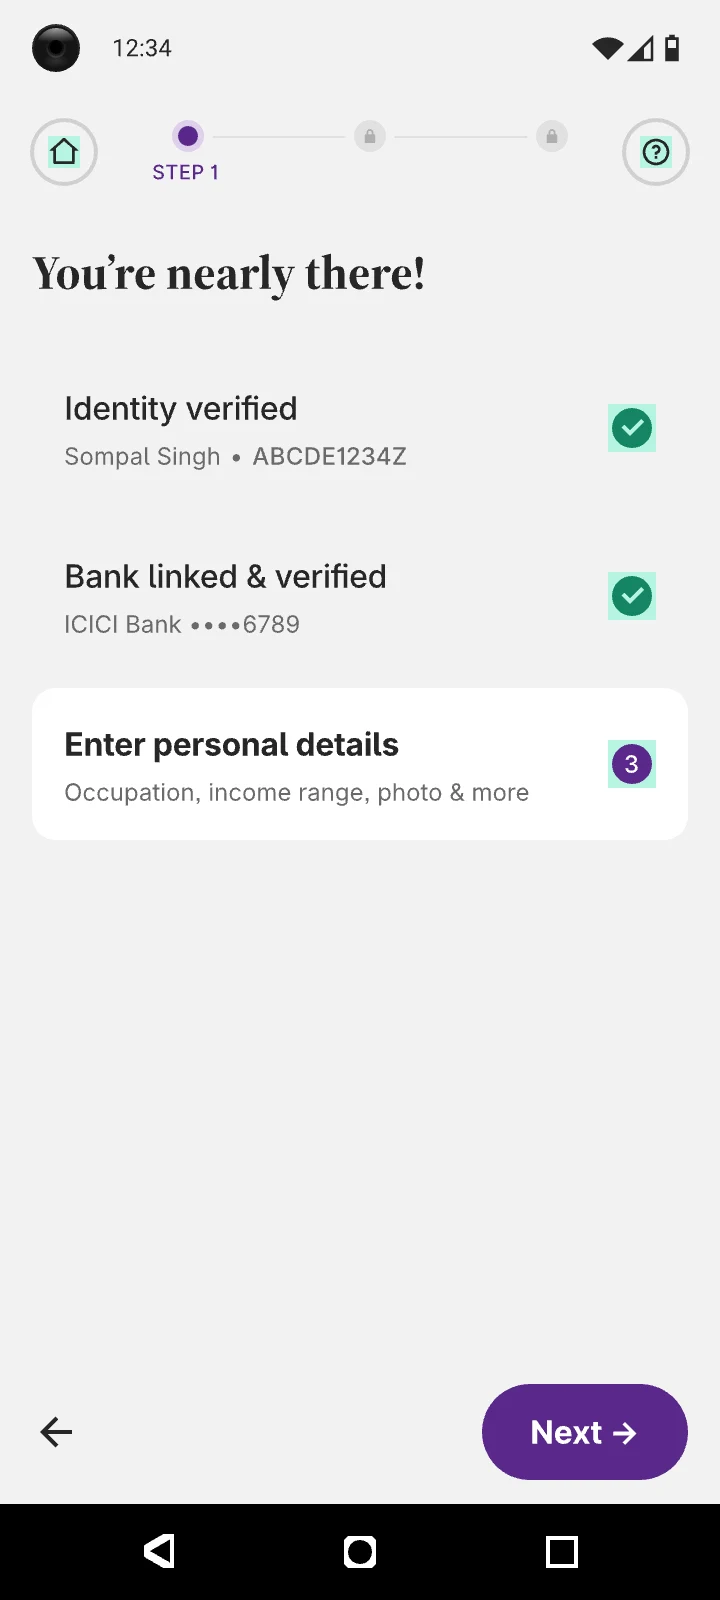 12:34
STEP 1
You're nearly there!
Identity verified
Sompal Singh • ABCDE1234Z
Bank linked & verified
ICICI Bank ••••6789
Enter personal details
3
Occupation, income range, photo & more
Next →